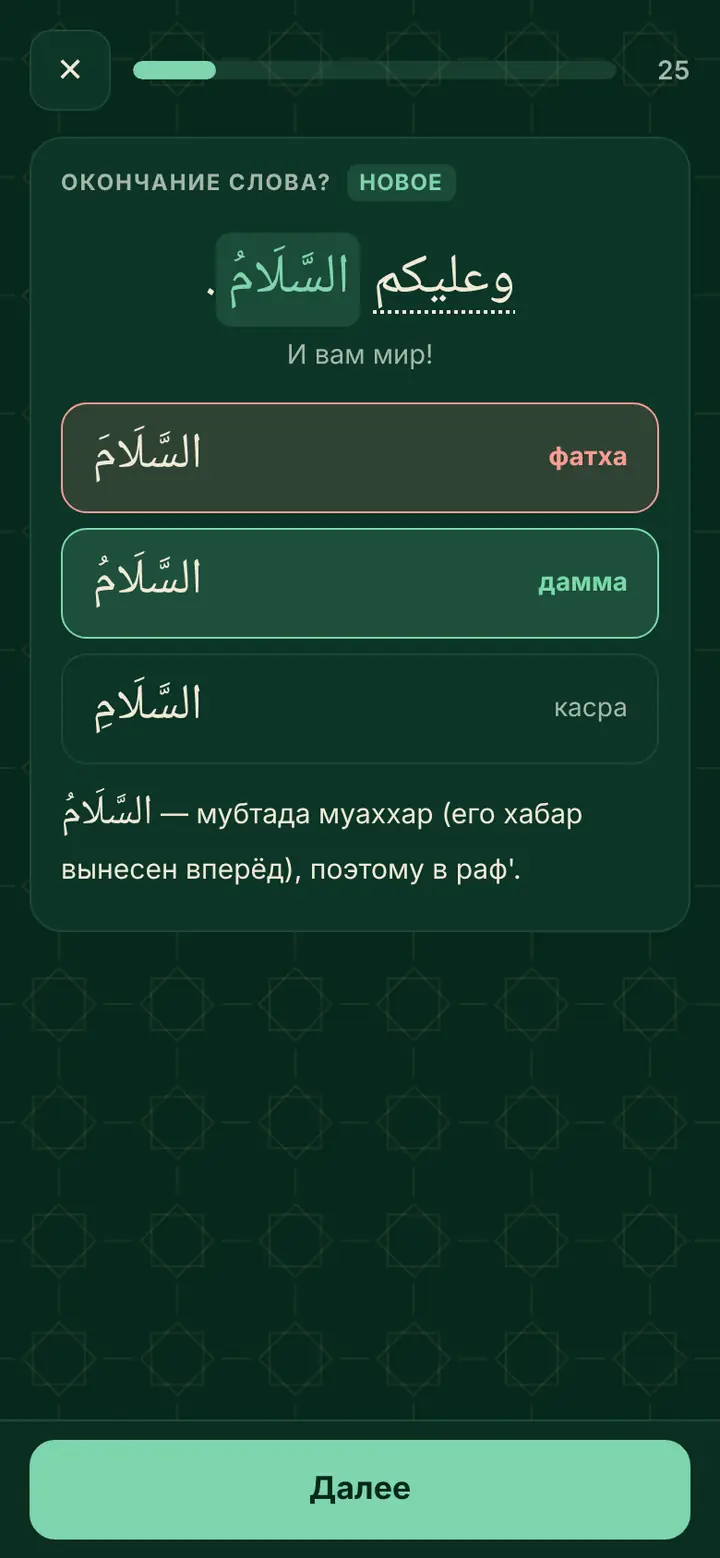 ✕ 25
ОКОНЧАНИЕ СЛОВА? НОВОЕ
وعليكم السَّلَامُ.
И вам мир!
السَّلَامَ фатха
السَّلَامُ дамма
السَّلَامِ касра
السَّلَامُ — мубтада муаххар (его хабар
вынесен вперёд), поэтому в раф'.
Далее